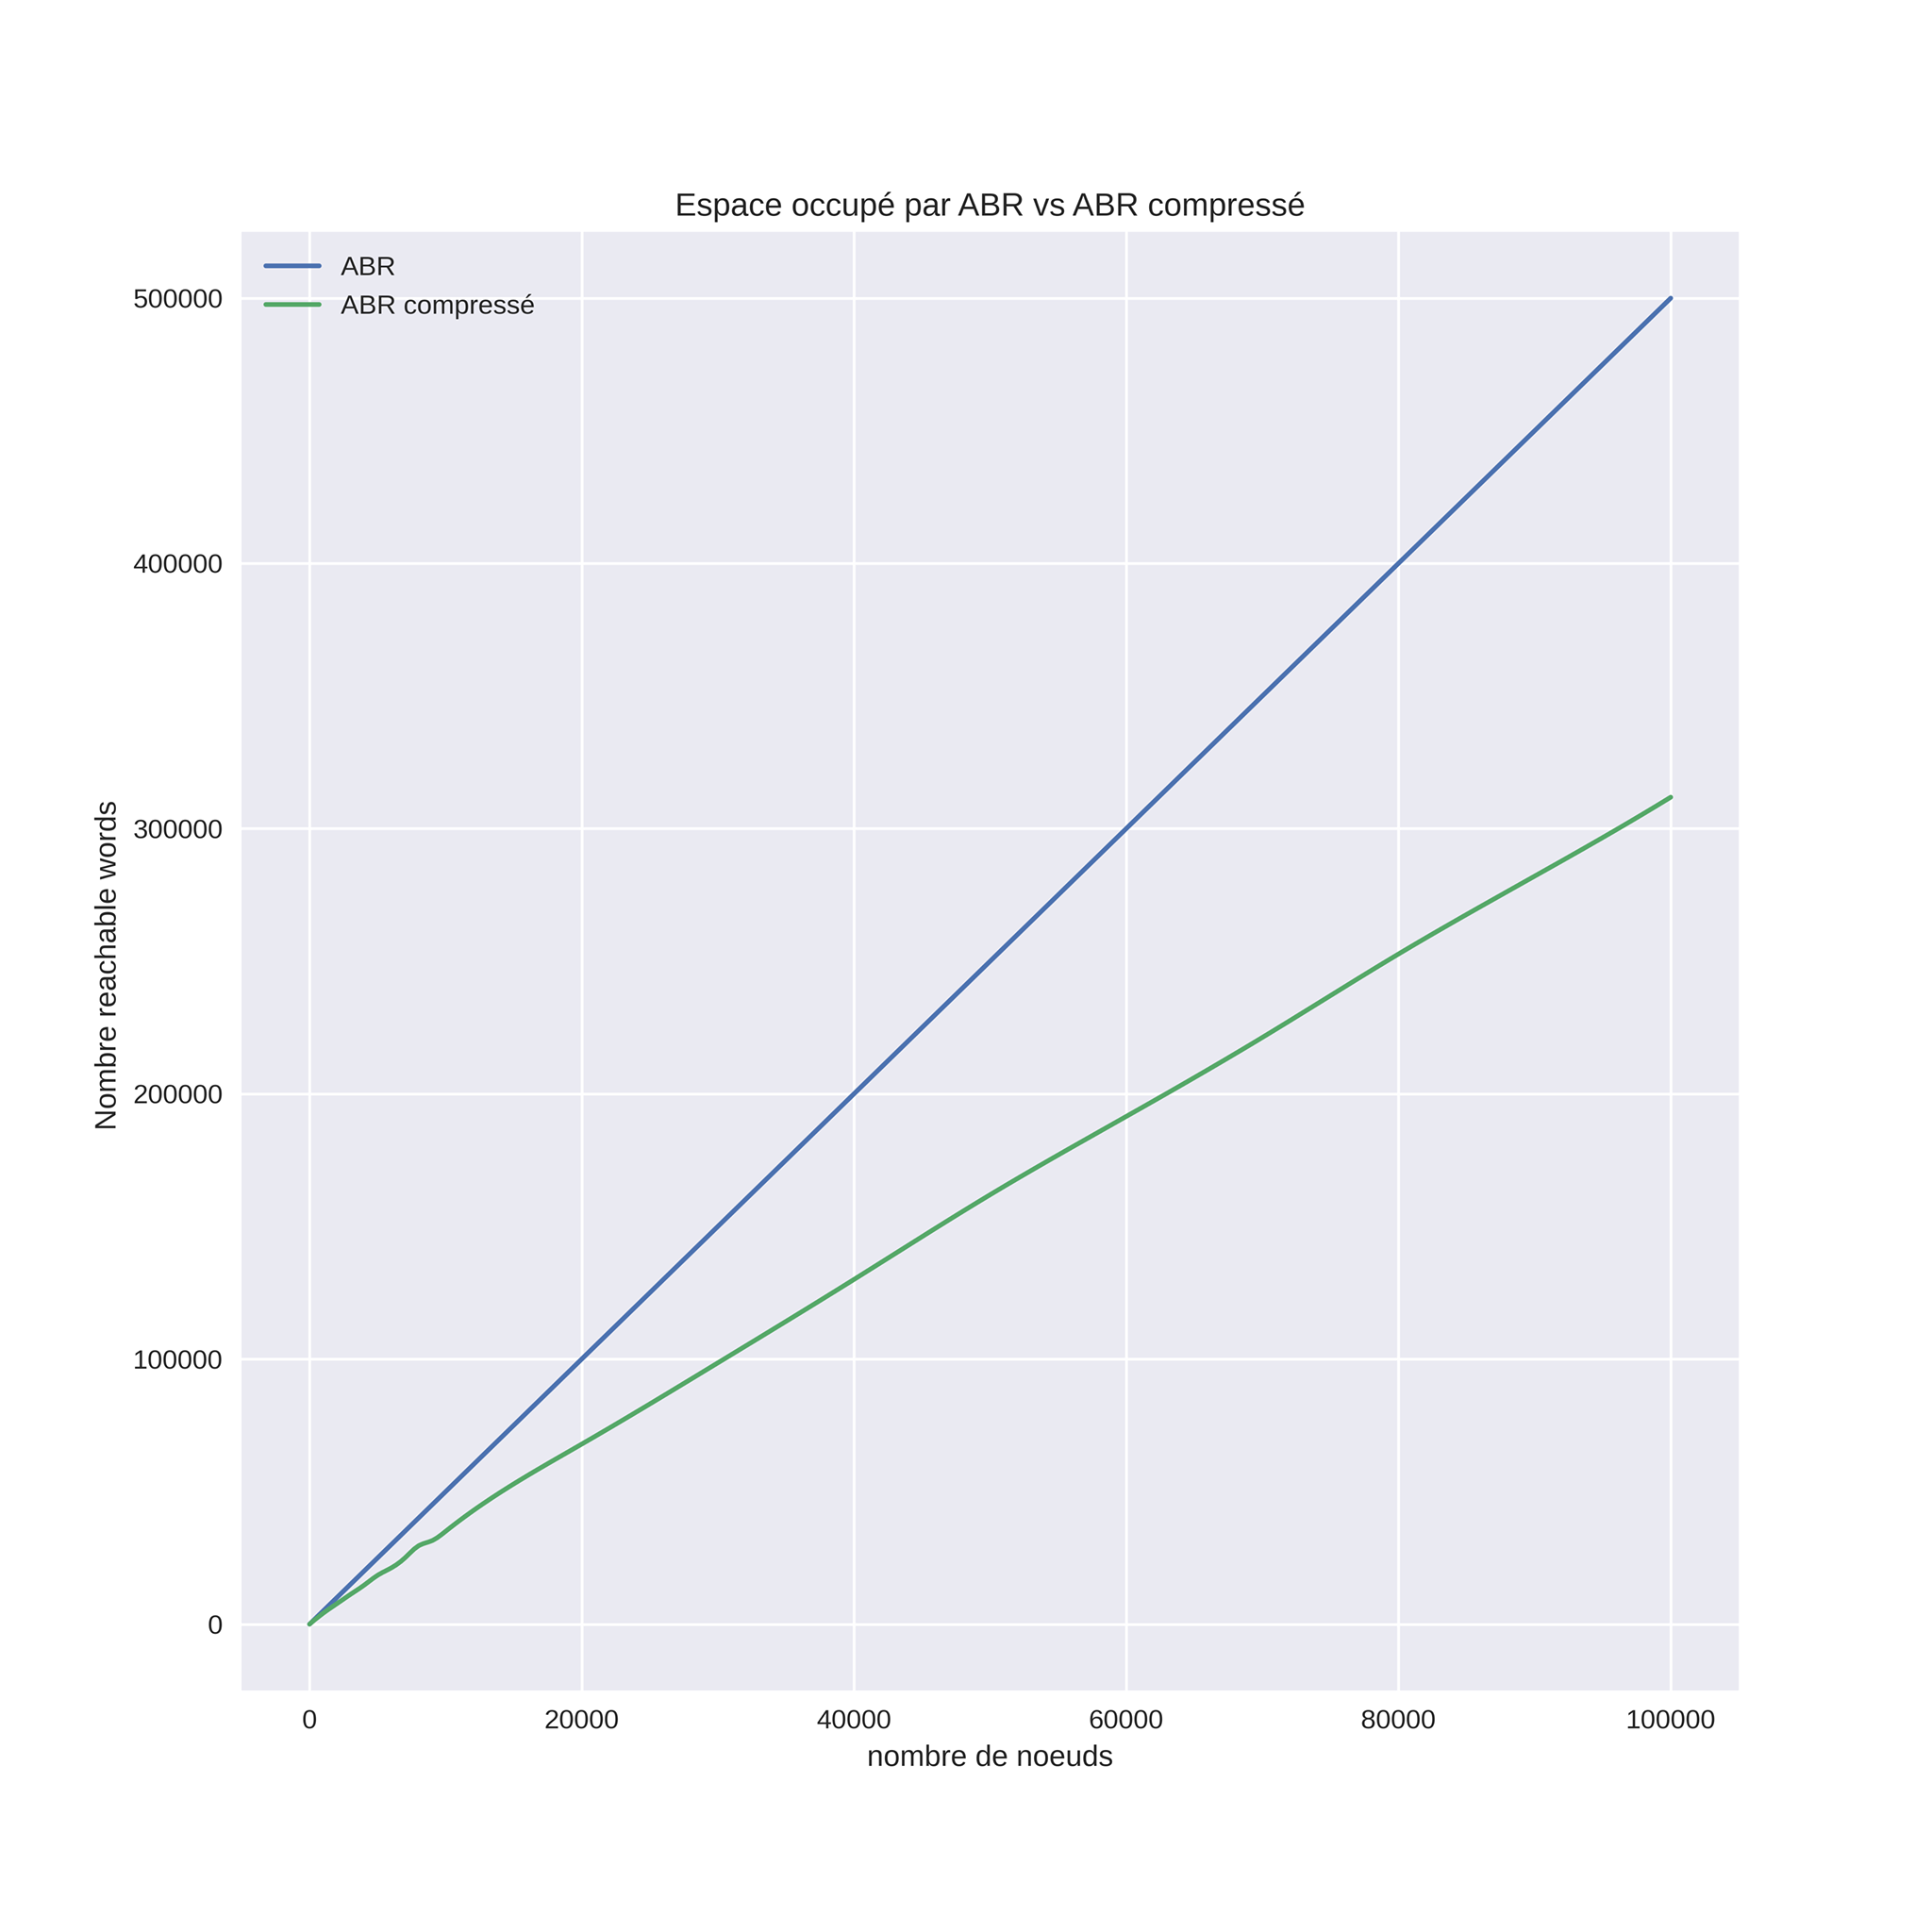 Espace occupé par ABR vs ABR compressé
ABR
ABR compressé
500000
400000
300000
200000
100000
0
Nombre reachable words
0
20000
40000
60000
80000
100000
nombre de noeuds